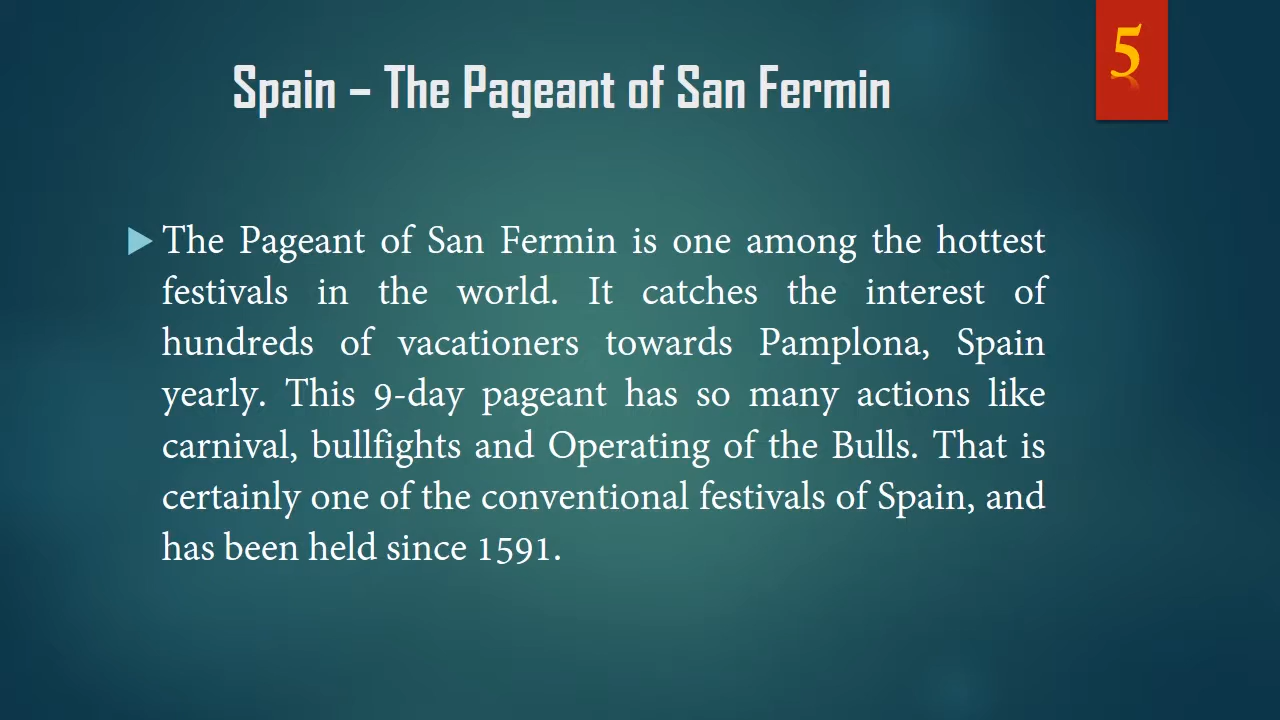 5
Spain – The Pageant of San Fermin
The Pageant of San Fermin is one among the hottest
festivals in the world. It catches the interest of
hundreds of vacationers towards Pamplona, Spain
yearly. This 9-day pageant has so many actions like
carnival, bullfights and Operating of the Bulls. That is
certainly one of the conventional festivals of Spain, and
has been held since 1591.